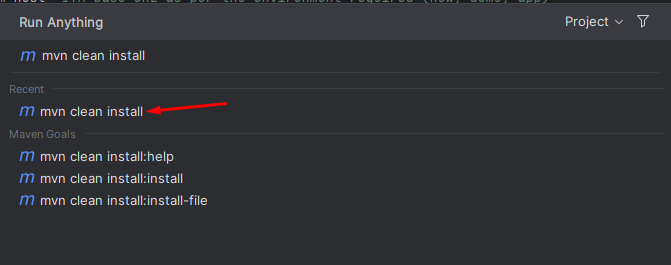 Run Anything
Project
m mvn clean install
Recent
m mvn clean install
Maven Goals
m mvn clean install:help
m mvn clean install:install
m mvn clean install:install-file